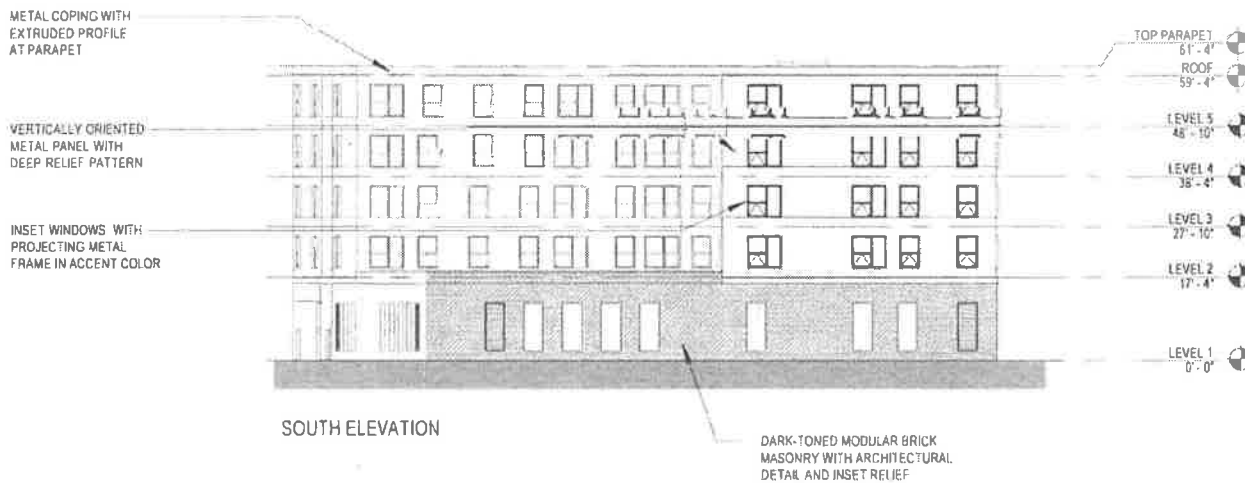 METAL COPING WITH
EXTRUDED PROFILE
AT PARAPET
VERTICALLY ORIENTED
METAL PANEL WITH
DEEP RELIEF PATTERN
INSET WINDOWS WITH
PROJECTING METAL
FRAME IN ACCENT COLOR
TOP PARAPET
61' - 4"
ROOF
59' - 4"
LEVEL 5
48' - 10"
LEVEL 4
38' - 4"
LEVEL 3
27' - 10"
LEVEL 2
17' - 4"
LEVEL 1
0' - 0"
SOUTH ELEVATION
DARK-TONED MODULAR BRICK
MASONRY WITH ARCHITECTURAL
DETAIL AND INSET RELIEF